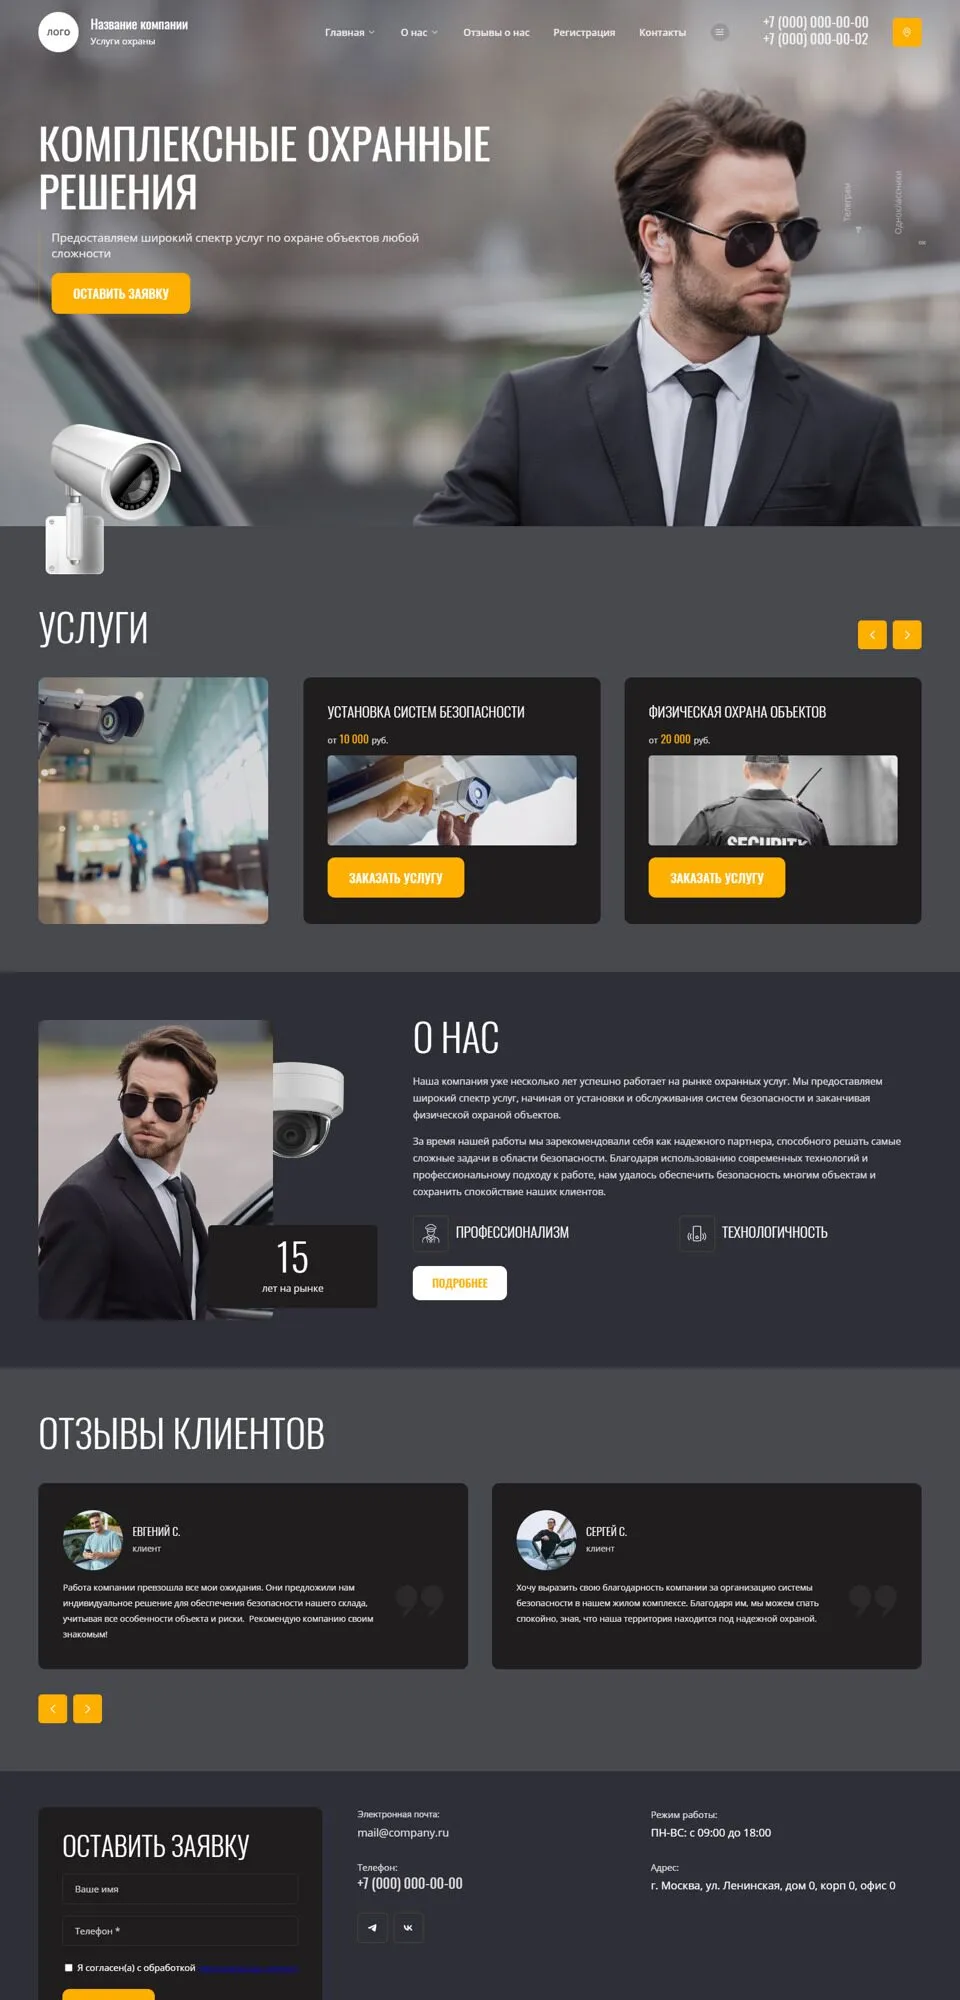 ЛОГО
Название компании
Услуги охраны
Главная
О нас
Отзывы о нас
Регистрация
Контакты
+7 (000) 000-00-00
+7 (000) 000-00-02
КОМПЛЕКСНЫЕ ОХРАННЫЕ
РЕШЕНИЯ
Предоставляем широкий спектр услуг по охране объектов любой
сложности
ОСТАВИТЬ ЗАЯВКУ
Телеграм
Одноклассники
УСЛУГИ
УСТАНОВКА СИСТЕМ БЕЗОПАСНОСТИ
от 10 000 руб.
ЗАКАЗАТЬ УСЛУГУ
ФИЗИЧЕСКАЯ ОХРАНА ОБЪЕКТОВ
от 20 000 руб.
SECURITY
ЗАКАЗАТЬ УСЛУГУ
О НАС
Наша компания уже несколько лет успешно работает на рынке охранных услуг. Мы предоставляем
широкий спектр услуг, начиная от установки и обслуживания систем безопасности и заканчивая
физической охраной объектов.
За время нашей работы мы зарекомендовали себя как надежного партнера, способного решать самые
сложные задачи в области безопасности. Благодаря использованию современных технологий и
профессиональному подходу к работе, нам удалось обеспечить безопасность многим объектам и
сохранить спокойствие наших клиентов.
15
лет на рынке
ПРОФЕССИОНАЛИЗМ
ТЕХНОЛОГИЧНОСТЬ
ПОДРОБНЕЕ
ОТЗЫВЫ КЛИЕНТОВ
ЕВГЕНИЙ С.
клиент
Работа компании превзошла все мои ожидания. Они предложили нам
индивидуальное решение для обеспечения безопасности нашего склада,
учитывая все особенности объекта и риски. Рекомендую компанию своим
знакомым!
СЕРГЕЙ С.
клиент
Хочу выразить свою благодарность компании за организацию системы
безопасности в нашем жилом комплексе. Благодаря им, мы можем спать
спокойно, зная, что наша территория находится под надежной охраной.
ОСТАВИТЬ ЗАЯВКУ
Ваше имя
Телефон *
Я согласен(а) с обработкой
Электронная почта:
mail@company.ru
Телефон:
+7 (000) 000-00-00
Режим работы:
ПН-ВС: с 09:00 до 18:00
Адрес:
г. Москва, ул. Ленинская, дом 0, корп 0, офис 0